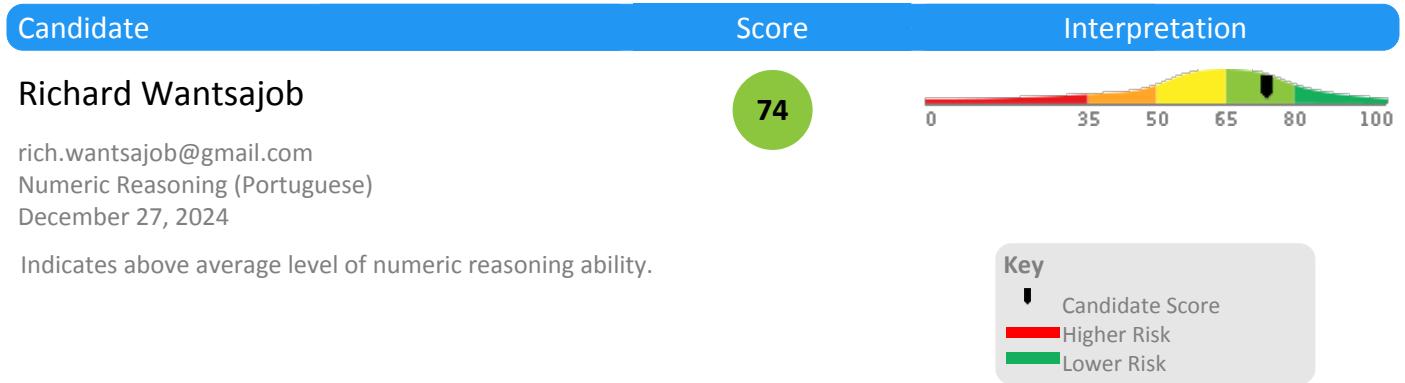 Candidate Score Interpretation
Richard Wantsajob
74
0 35 50 65 80 100
rich.wantsajob@gmail.com
Numeric Reasoning (Portuguese)
December 27, 2024
Indicates above average level of numeric reasoning ability.
Key
Candidate Score
Higher Risk
Lower Risk